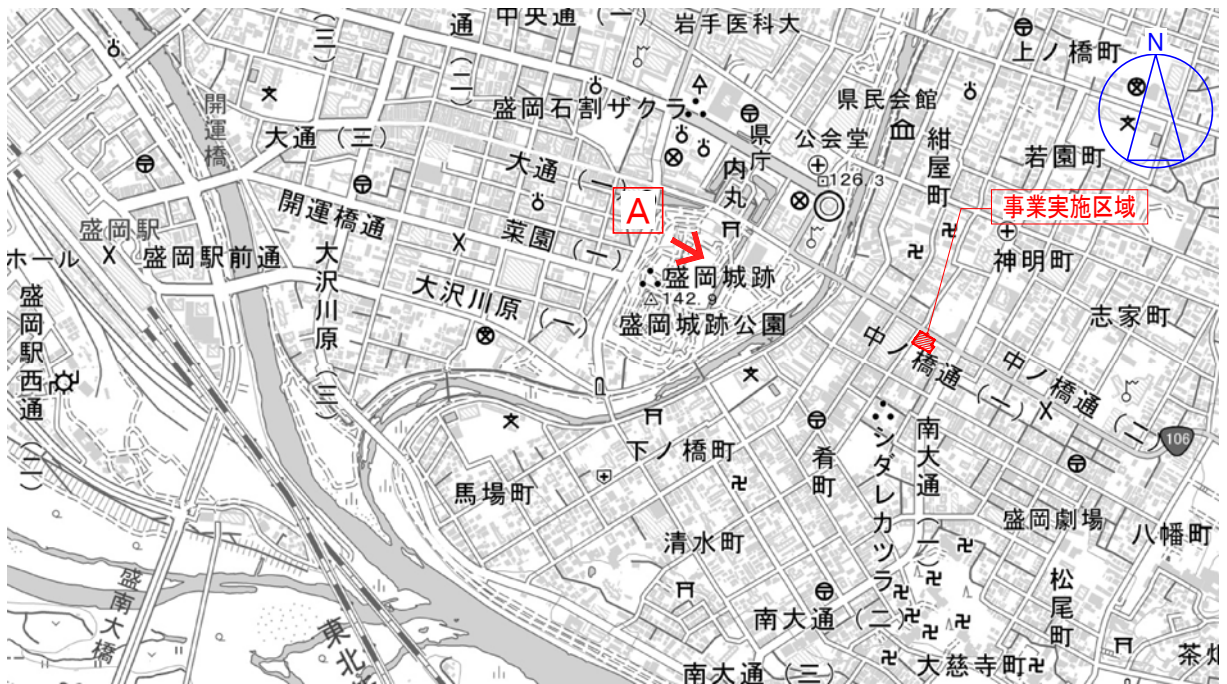 中央通（一）
岩手医科大
上ノ橋町
N
（三）
通（二）
開運橋
盛岡石割ザクラ
県庁
県民会館
公会堂
紺屋町
若園町
大通（三）
大通（一）
内丸
126.3
A
事業実施区域
盛岡駅
開運橋通
菜園（一）
神明町
ホール
盛岡駅前通
大沢川原（三）
大沢川原（一）
盛岡城跡
142.9
盛岡城跡公園
志家町
盛岡駅西通（二）
中ノ橋通（一）
中ノ橋通（二）
106
下ノ橋町
肴町
シダレカツラ
南大通（一）
馬場町
盛岡劇場
八幡町
清水町
盛南大橋
松尾町
東北
南大通（二）
南大通（三）
大慈寺町
茶畑